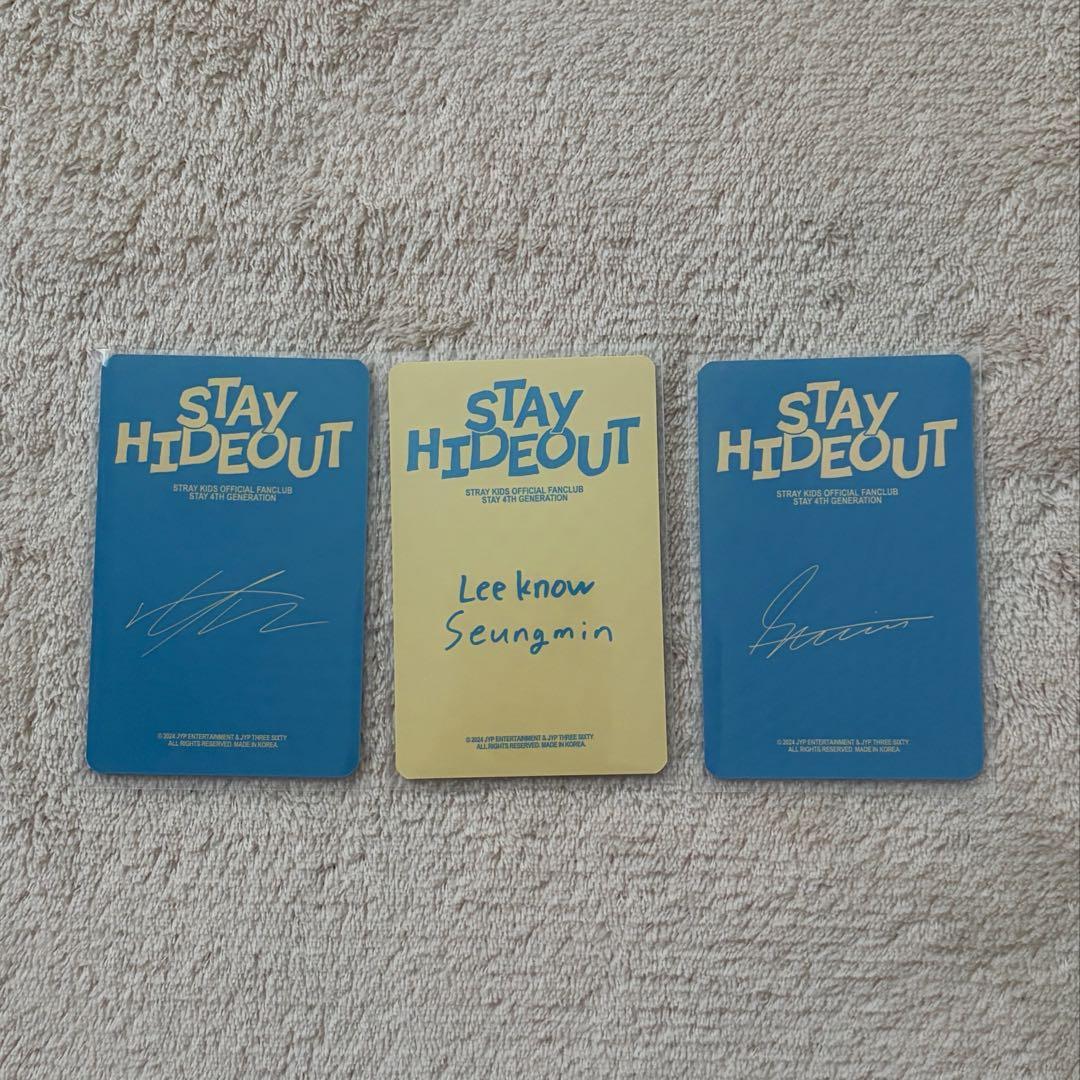 STAY
HIDEOUT
STRAY KIDS OFFICIAL FANCLUB
STAY 4TH GENERATION
© 2024 JYP ENTERTAINMENT & JYP THREE SIXTY
ALL RIGHTS RESERVED. MADE IN KOREA.
STAY
HIDEOUT
STRAY KIDS OFFICIAL FANCLUB
STAY 4TH GENERATION
Lee know
Seungmin
© 2024 JYP ENTERTAINMENT & JYP THREE SIXTY
ALL RIGHTS RESERVED. MADE IN KOREA.
STAY
HIDEOUT
STRAY KIDS OFFICIAL FANCLUB
STAY 4TH GENERATION
© 2024 JYP ENTERTAINMENT & JYP THREE SIXTY
ALL RIGHTS RESERVED. MADE IN KOREA.